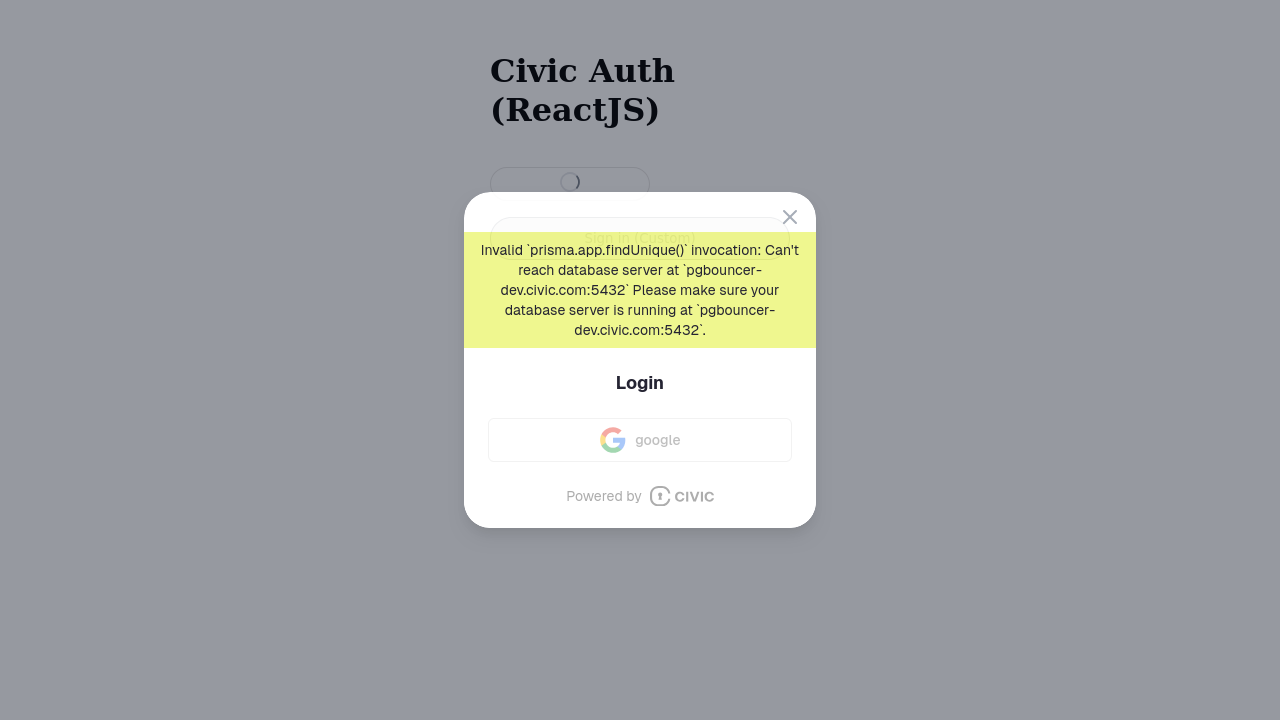 Civic Auth
(ReactJS)
Sign in (Custom)
Invalid `prisma.app.findUnique()` invocation: Can't
reach database server at `pgbouncer-
dev.civic.com:5432` Please make sure your
database server is running at `pgbouncer-
dev.civic.com:5432`.
Login
google
Powered by CIVIC